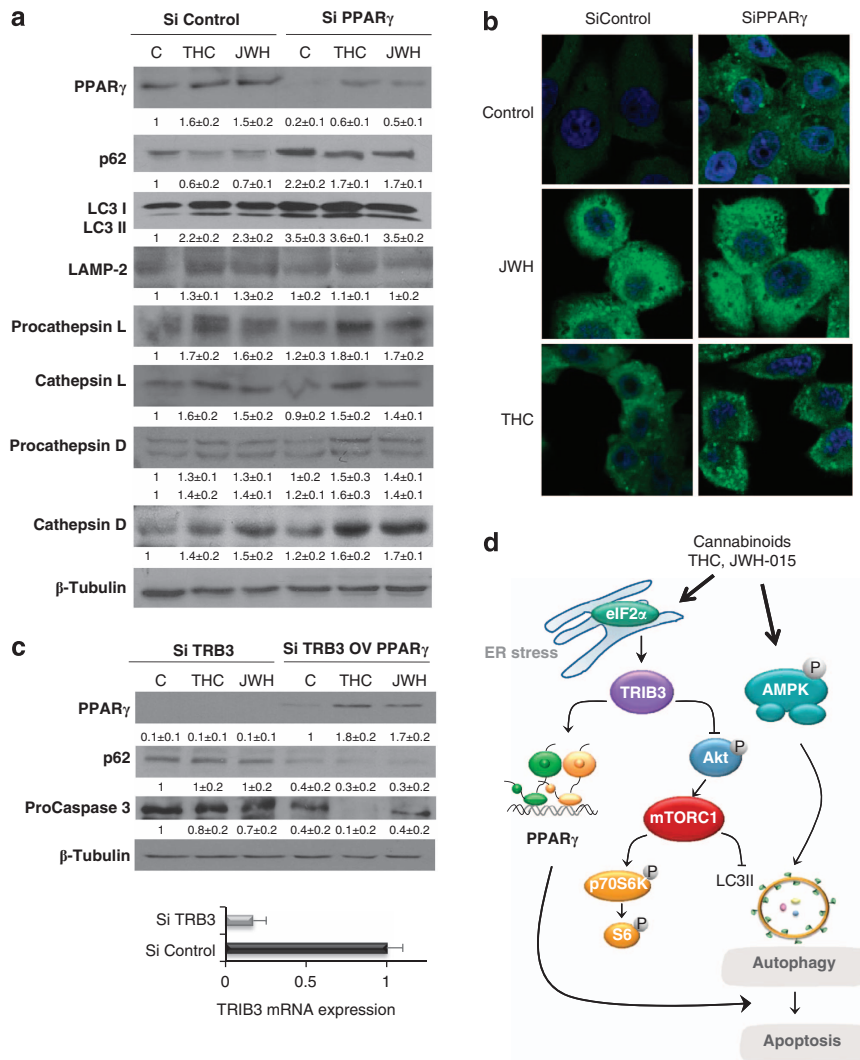 a
Si Control Si PPARγ
C THC JWH C THC JWH
PPARγ
1 1.6±0.2 1.5±0.2 0.2±0.1 0.6±0.1 0.5±0.1
p62
1 0.6±0.2 0.7±0.1 2.2±0.2 1.7±0.1 1.7±0.1
LC3 I
LC3 II
1 2.2±0.2 2.3±0.2 3.5±0.3 3.6±0.1 3.5±0.2
LAMP-2
1 1.3±0.1 1.3±0.2 1±0.2 1.1±0.1 1±0.2
Procathepsin L
1 1.7±0.2 1.6±0.2 1.2±0.3 1.8±0.1 1.7±0.2
Cathepsin L
1 1.6±0.2 1.5±0.2 0.9±0.2 1.5±0.2 1.4±0.1
Procathepsin D
1 1.3±0.1 1.3±0.1 1±0.2 1.5±0.3 1.4±0.1
1 1.4±0.2 1.4±0.1 1.2±0.1 1.6±0.3 1.4±0.1
Cathepsin D
1 1.4±0.2 1.5±0.2 1.2±0.2 1.6±0.2 1.7±0.1
β-Tubulin
b
SiControl SiPPARγ
Control
JWH
THC
c
Si TRB3 Si TRB3 OV PPARγ
C THC JWH C THC JWH
PPARγ
0.1±0.1 0.1±0.1 0.1±0.1 1 1.8±0.2 1.7±0.2
p62
1 1±0.2 1±0.2 0.4±0.2 0.3±0.2 0.3±0.2
ProCaspase 3
1 0.8±0.2 0.7±0.2 0.4±0.2 0.1±0.2 0.4±0.2
β-Tubulin
Si TRB3
Si Control
0 0.5 1
TRIB3 mRNA expression
d
Cannabinoids
THC, JWH-015
eIF2α
ER stress
TRIB3
P
AMPK
P
Akt
mTORC1
PPARγ
P
p70S6K
LC3II
P
S6
Autophagy
Apoptosis